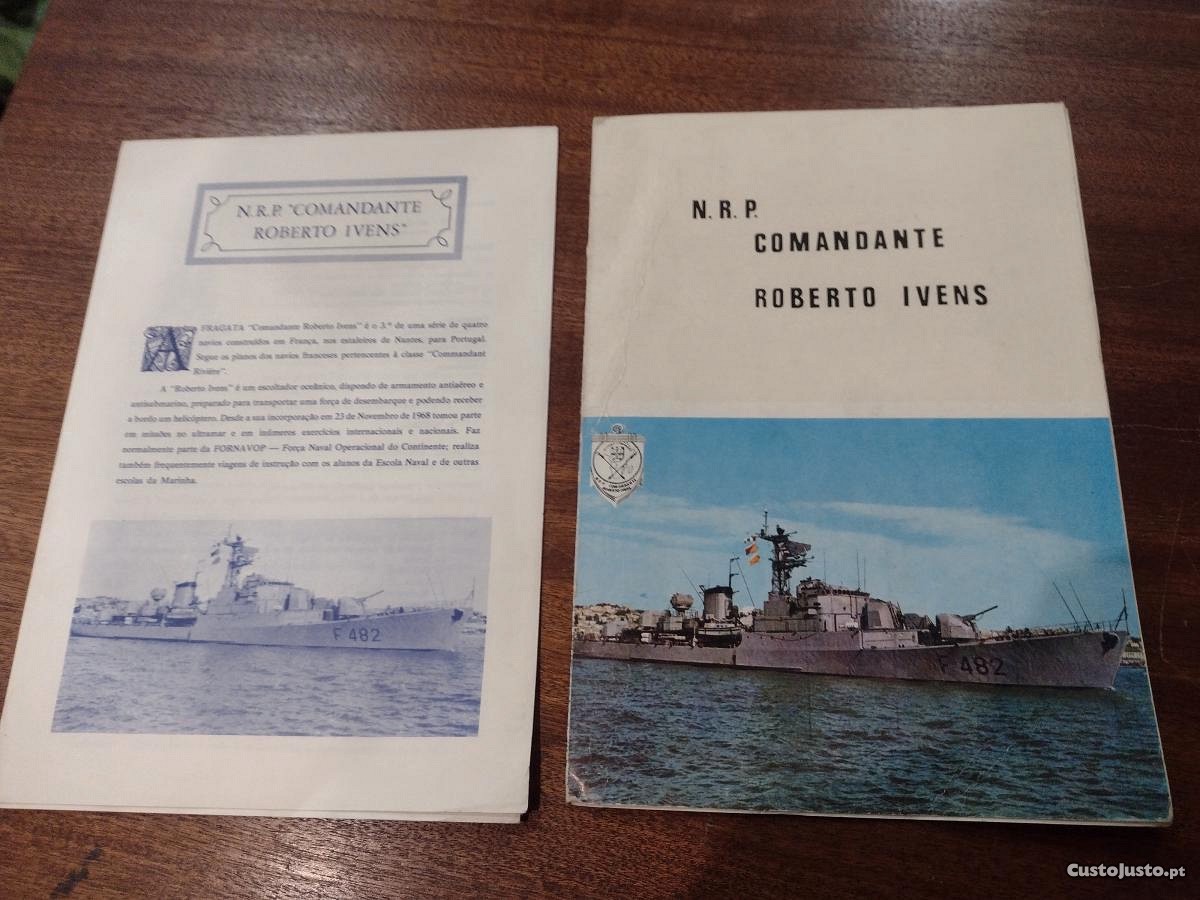 N.R.P. "COMANDANTE
ROBERTO IVENS"
A FRAGATA "Comandante Roberto Ivens" é o 3.º de uma série de quatro
navios construídos em França, nos estaleiros de Nantes, para Portugal.
Segue os planos dos navios franceses pertencentes à classe "Commandant
Rivière".
A "Roberto Ivens" é um escoltador oceânico, dispondo de armamento antiaéreo e
antisubmarino, preparado para transportar uma força de desembarque e podendo receber
a bordo um helicóptero. Desde a sua incorporação em 23 de Novembro de 1968 tomou parte
em missões no ultramar e em inúmeros exercícios internacionais e nacionais. Faz
normalmente parte da FORNAVOP — Força Naval Operacional do Continente; realiza
também frequentemente viagens de instrução com os alunos da Escola Naval e de outras
escolas da Marinha.
F 482
N. R. P.
COMANDANTE
ROBERTO IVENS
F 482
CustoJusto.pt